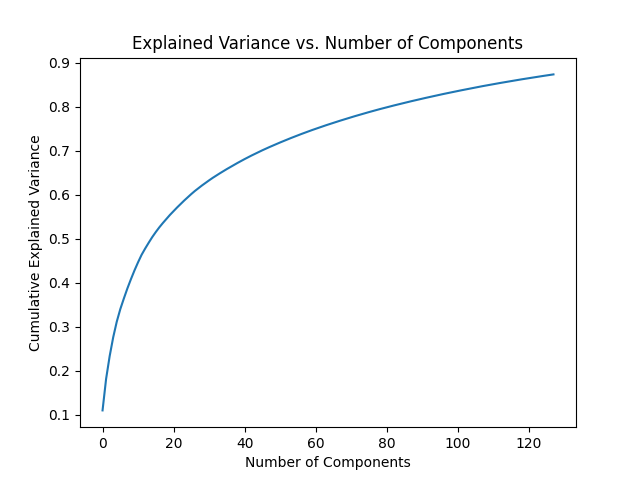 Explained Variance vs. Number of Components
0.9
0.8
0.7
0.6
0.5
0.4
0.3
0.2
0.1
Cumulative Explained Variance
0 20 40 60 80 100 120
Number of Components